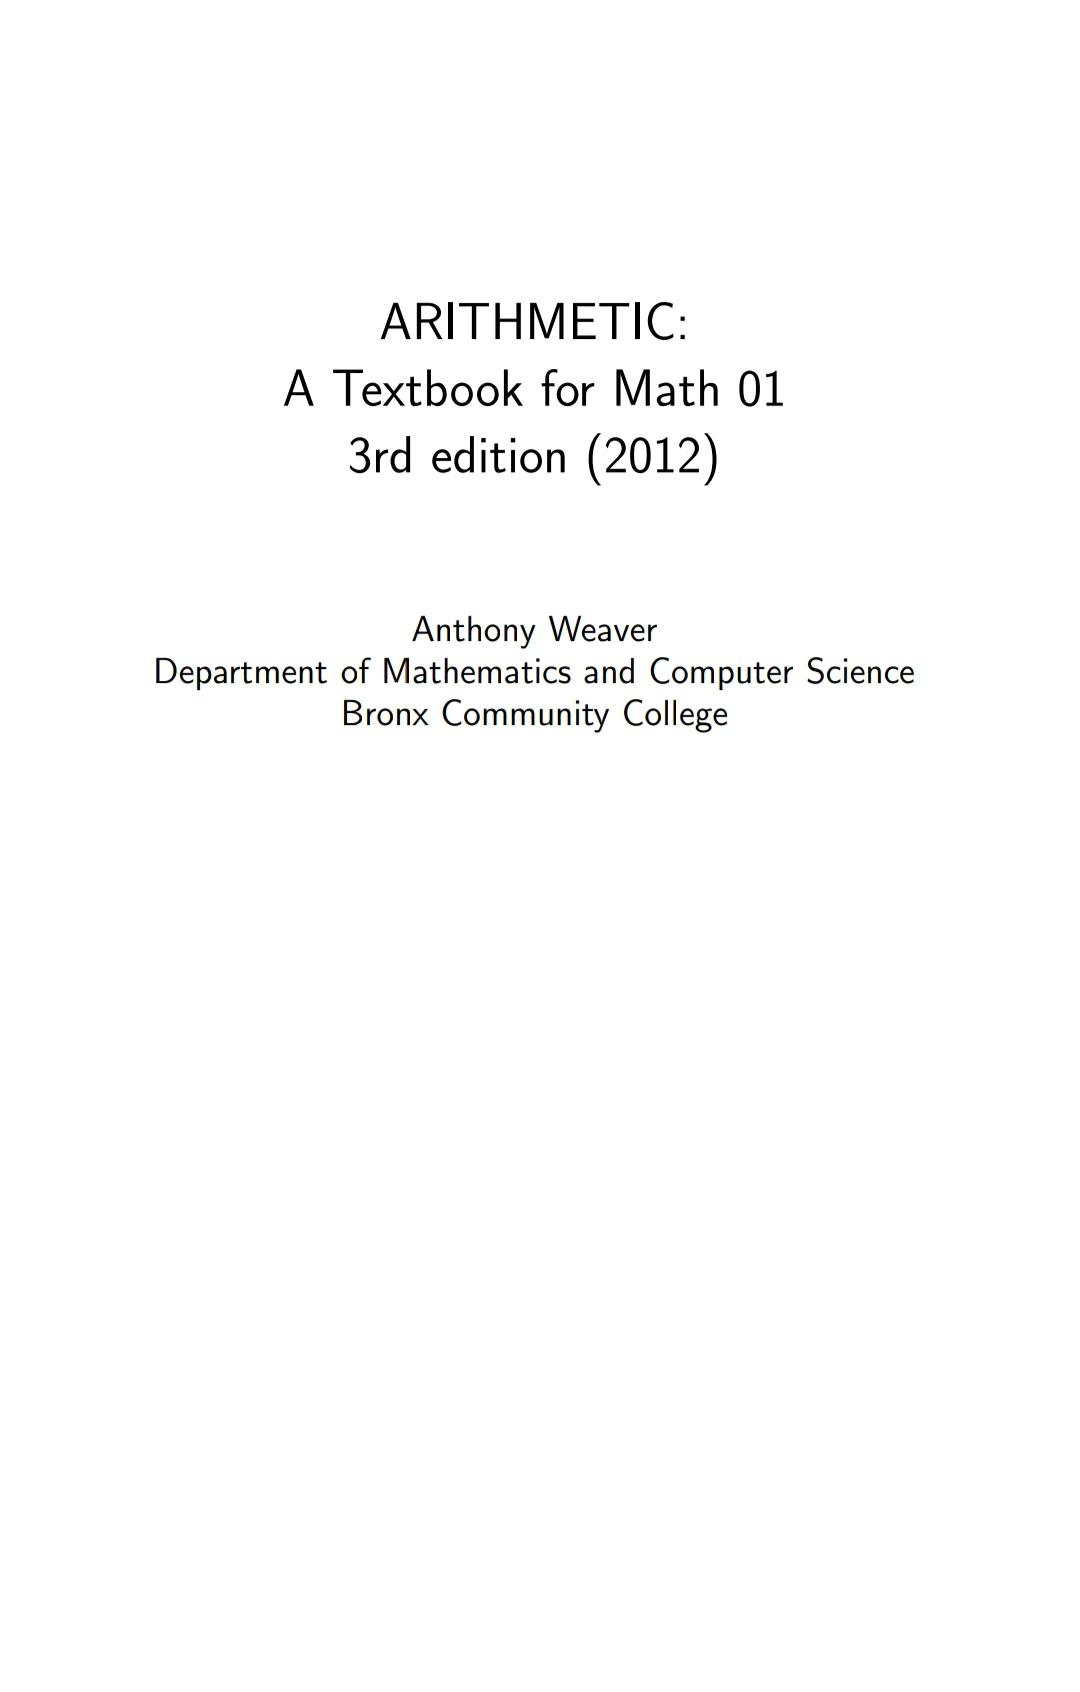 ARITHMETIC:
A Textbook for Math 01
3rd edition (2012)
Anthony Weaver
Department of Mathematics and Computer Science
Bronx Community College